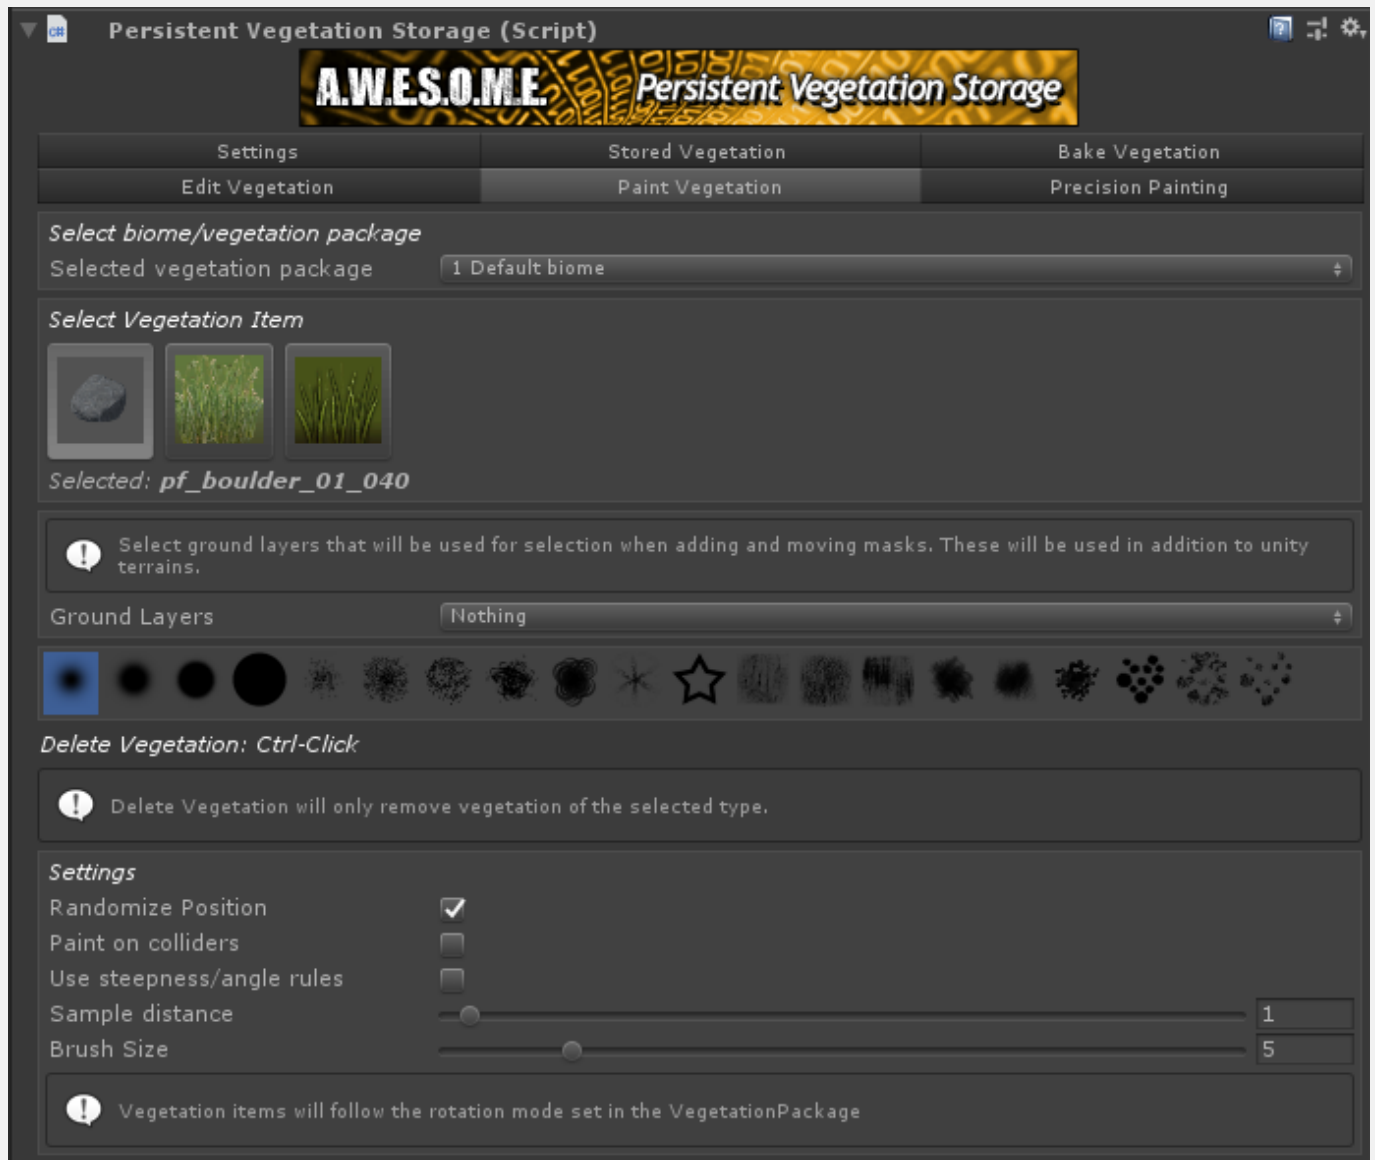 Persistent Vegetation Storage (Script)
A.W.E.S.O.M.E. Persistent Vegetation Storage
Settings Stored Vegetation Bake Vegetation
Edit Vegetation Paint Vegetation Precision Painting
Select biome/vegetation package
Selected vegetation package 1 Default biome
Select Vegetation Item
Selected: pf_boulder_01_040
Select ground layers that will be used for selection when adding and moving masks. These will be used in addition to unity
terrains.
Ground Layers Nothing
Delete Vegetation: Ctrl-Click
Delete Vegetation will only remove vegetation of the selected type.
Settings
Randomize Position
Paint on colliders
Use steepness/angle rules
Sample distance 1
Brush Size 5
Vegetation items will follow the rotation mode set in the VegetationPackage